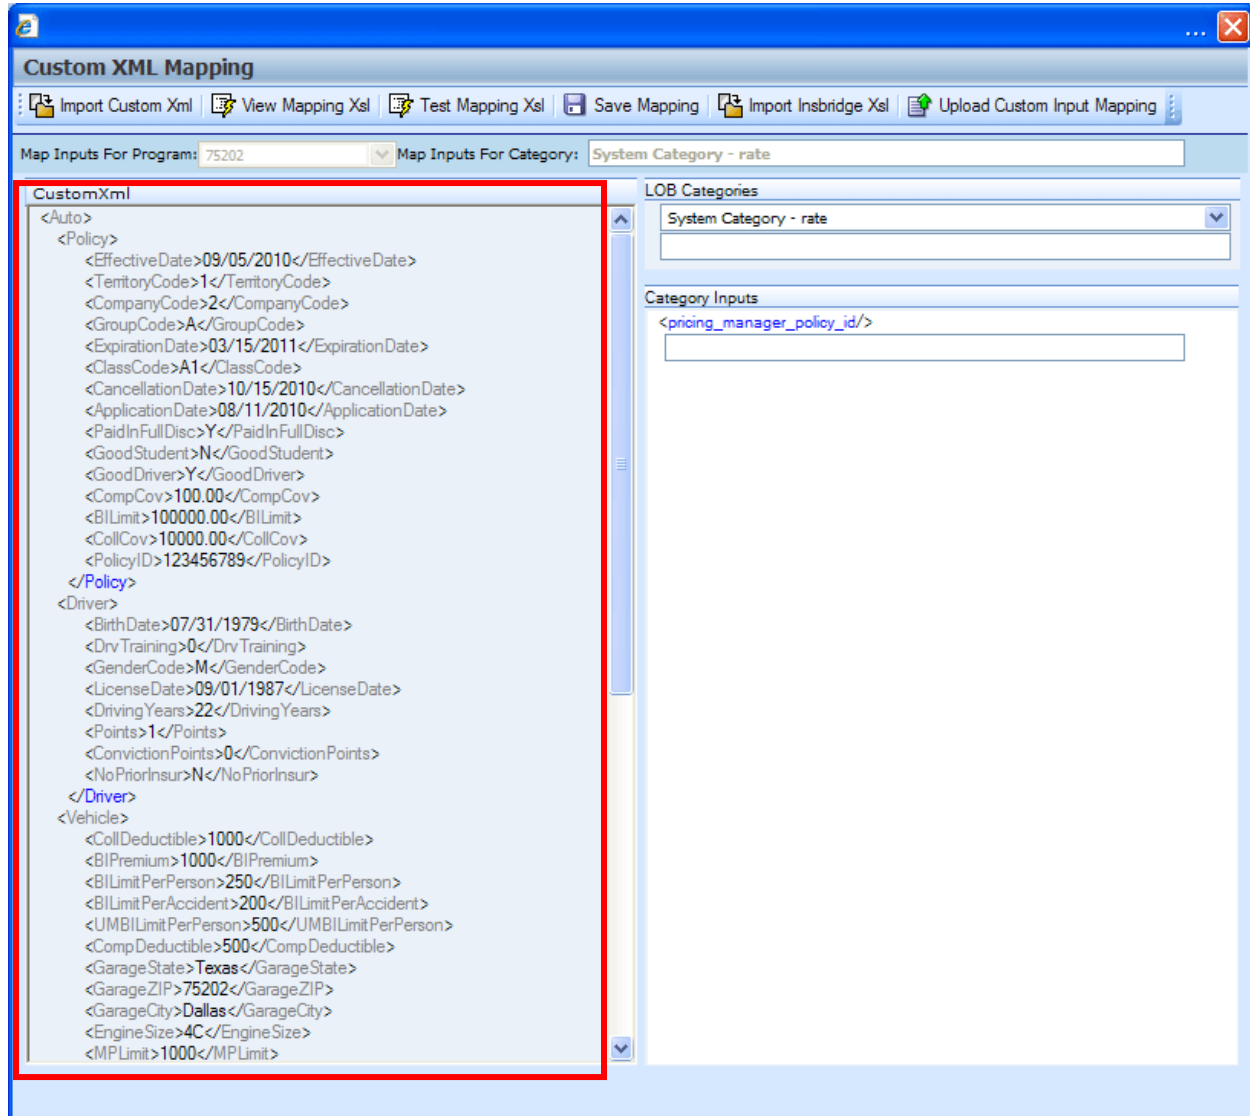 ...
Custom XML Mapping
Import Custom Xml View Mapping Xsl Test Mapping Xsl Save Mapping Import Insbridge Xsl Upload Custom Input Mapping
Map Inputs For Program: 75202 Map Inputs For Category: System Category - rate
CustomXml
<Auto>
<Policy>
<EffectiveDate>09/05/2010</EffectiveDate>
<TerritoryCode>1</TerritoryCode>
<CompanyCode>2</CompanyCode>
<GroupCode>A</GroupCode>
<ExpirationDate>03/15/2011</ExpirationDate>
<ClassCode>A1</ClassCode>
<CancellationDate>10/15/2010</CancellationDate>
<ApplicationDate>08/11/2010</ApplicationDate>
<PaidInFullDisc>Y</PaidInFullDisc>
<GoodStudent>N</GoodStudent>
<GoodDriver>Y</GoodDriver>
<CompCov>100.00</CompCov>
<BILimit>100000.00</BILimit>
<CollCov>10000.00</CollCov>
<PolicyID>123456789</PolicyID>
</Policy>
<Driver>
<BirthDate>07/31/1979</BirthDate>
<DrvTraining>0</DrvTraining>
<GenderCode>M</GenderCode>
<LicenseDate>09/01/1987</LicenseDate>
<DrivingYears>22</DrivingYears>
<Points>1</Points>
<ConvictionPoints>0</ConvictionPoints>
<NoPriorInsur>N</NoPriorInsur>
</Driver>
<Vehicle>
<CollDeductible>1000</CollDeductible>
<BIPremium>1000</BIPremium>
<BILimitPerPerson>250</BILimitPerPerson>
<BILimitPerAccident>200</BILimitPerAccident>
<UMBILimitPerPerson>500</UMBILimitPerPerson>
<CompDeductible>500</CompDeductible>
<GarageState>Texas</GarageState>
<GarageZIP>75202</GarageZIP>
<GarageCity>Dallas</GarageCity>
<EngineSize>4C</EngineSize>
<MPLimit>1000</MPLimit>
LOB Categories
System Category - rate
Category Inputs
<pricing_manager_policy_id/>